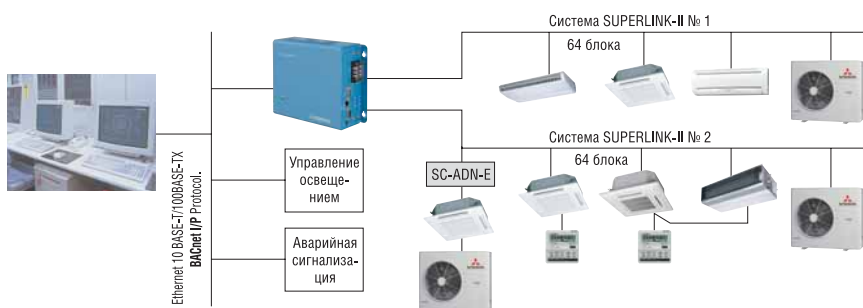 Система SUPERLINK-II № 1
64 блока
Ethernet 10 BASE-T/100BASE-TX
BACnet I/P Protocol.
Система SUPERLINK-II № 2
64 блока
Управление
освеще-
нием
SC-ADN-E
Аварийная
сигнализа-
ция